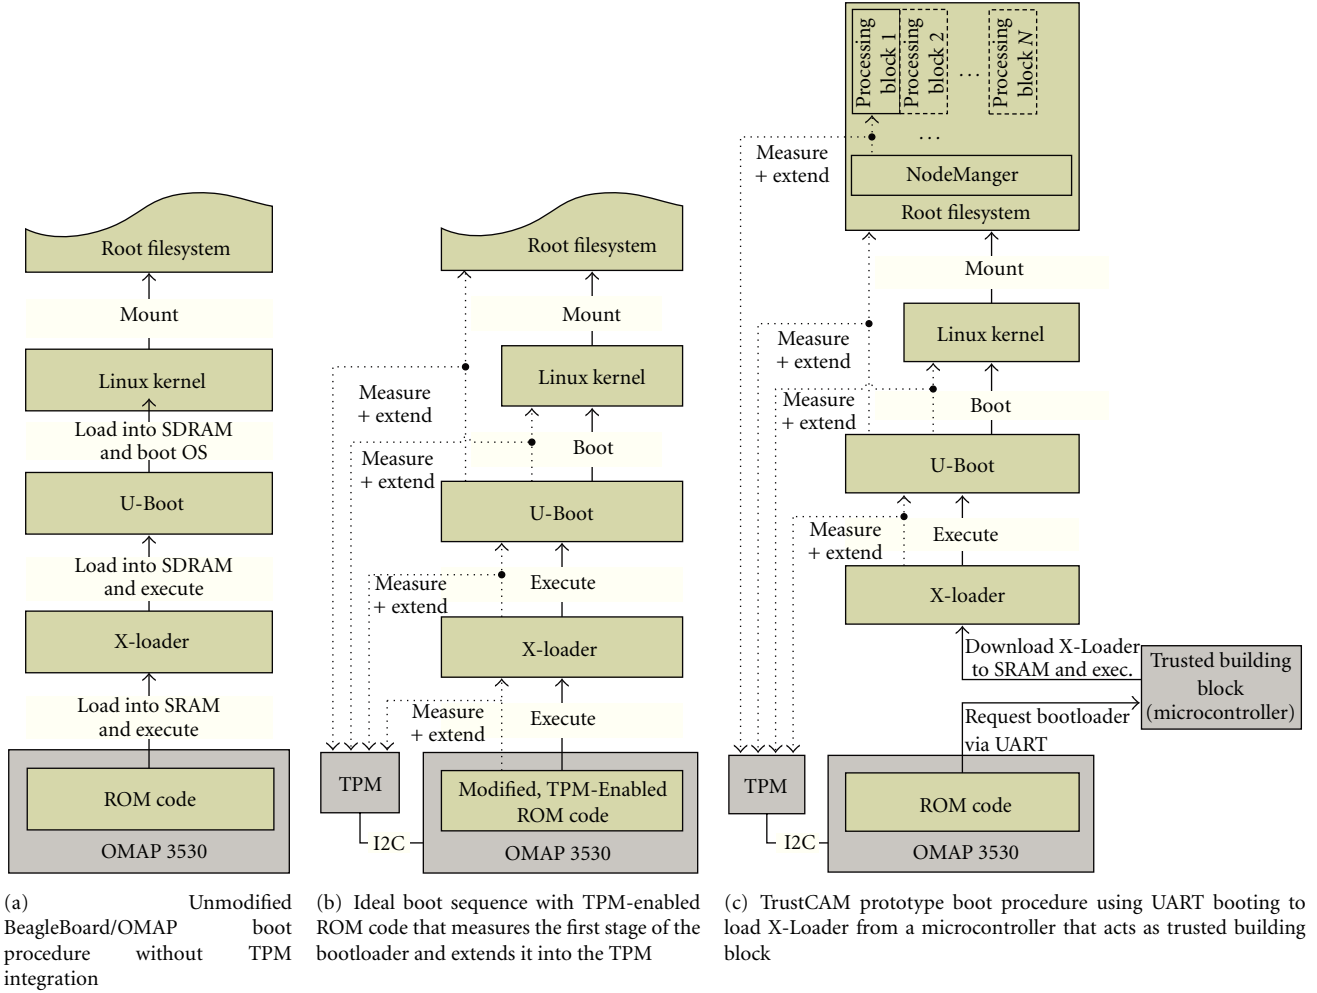 Root filesystem
Mount
Linux kernel
Load into SDRAM
and boot OS
U-Boot
Load into SDRAM
and execute
X-loader
Load into SRAM
and execute
ROM code
OMAP 3530
(a) Unmodified
BeagleBoard/OMAP boot
procedure without TPM
integration
Root filesystem
Mount
Linux kernel
Measure
+ extend
Boot
Measure
+ extend
U-Boot
Execute
Measure
+ extend
X-loader
Measure
+ extend
Execute
TPM
Modified, TPM-Enabled
ROM code
I2C
OMAP 3530
(b) Ideal boot sequence with TPM-enabled
ROM code that measures the first stage of the
bootloader and extends it into the TPM
Processing
block 1
Processing
block 2
...
Processing
block N
...
Measure
+ extend
NodeManger
Root filesystem
Mount
Linux kernel
Measure
+ extend
Measure
+ extend
Boot
U-Boot
Measure
+ extend
Execute
X-loader
Download X-Loader
to SRAM and exec.
Trusted building
block
(microcontroller)
Request bootloader
via UART
TPM
ROM code
I2C
OMAP 3530
(c) TrustCAM prototype boot procedure using UART booting to
load X-Loader from a microcontroller that acts as trusted building
block